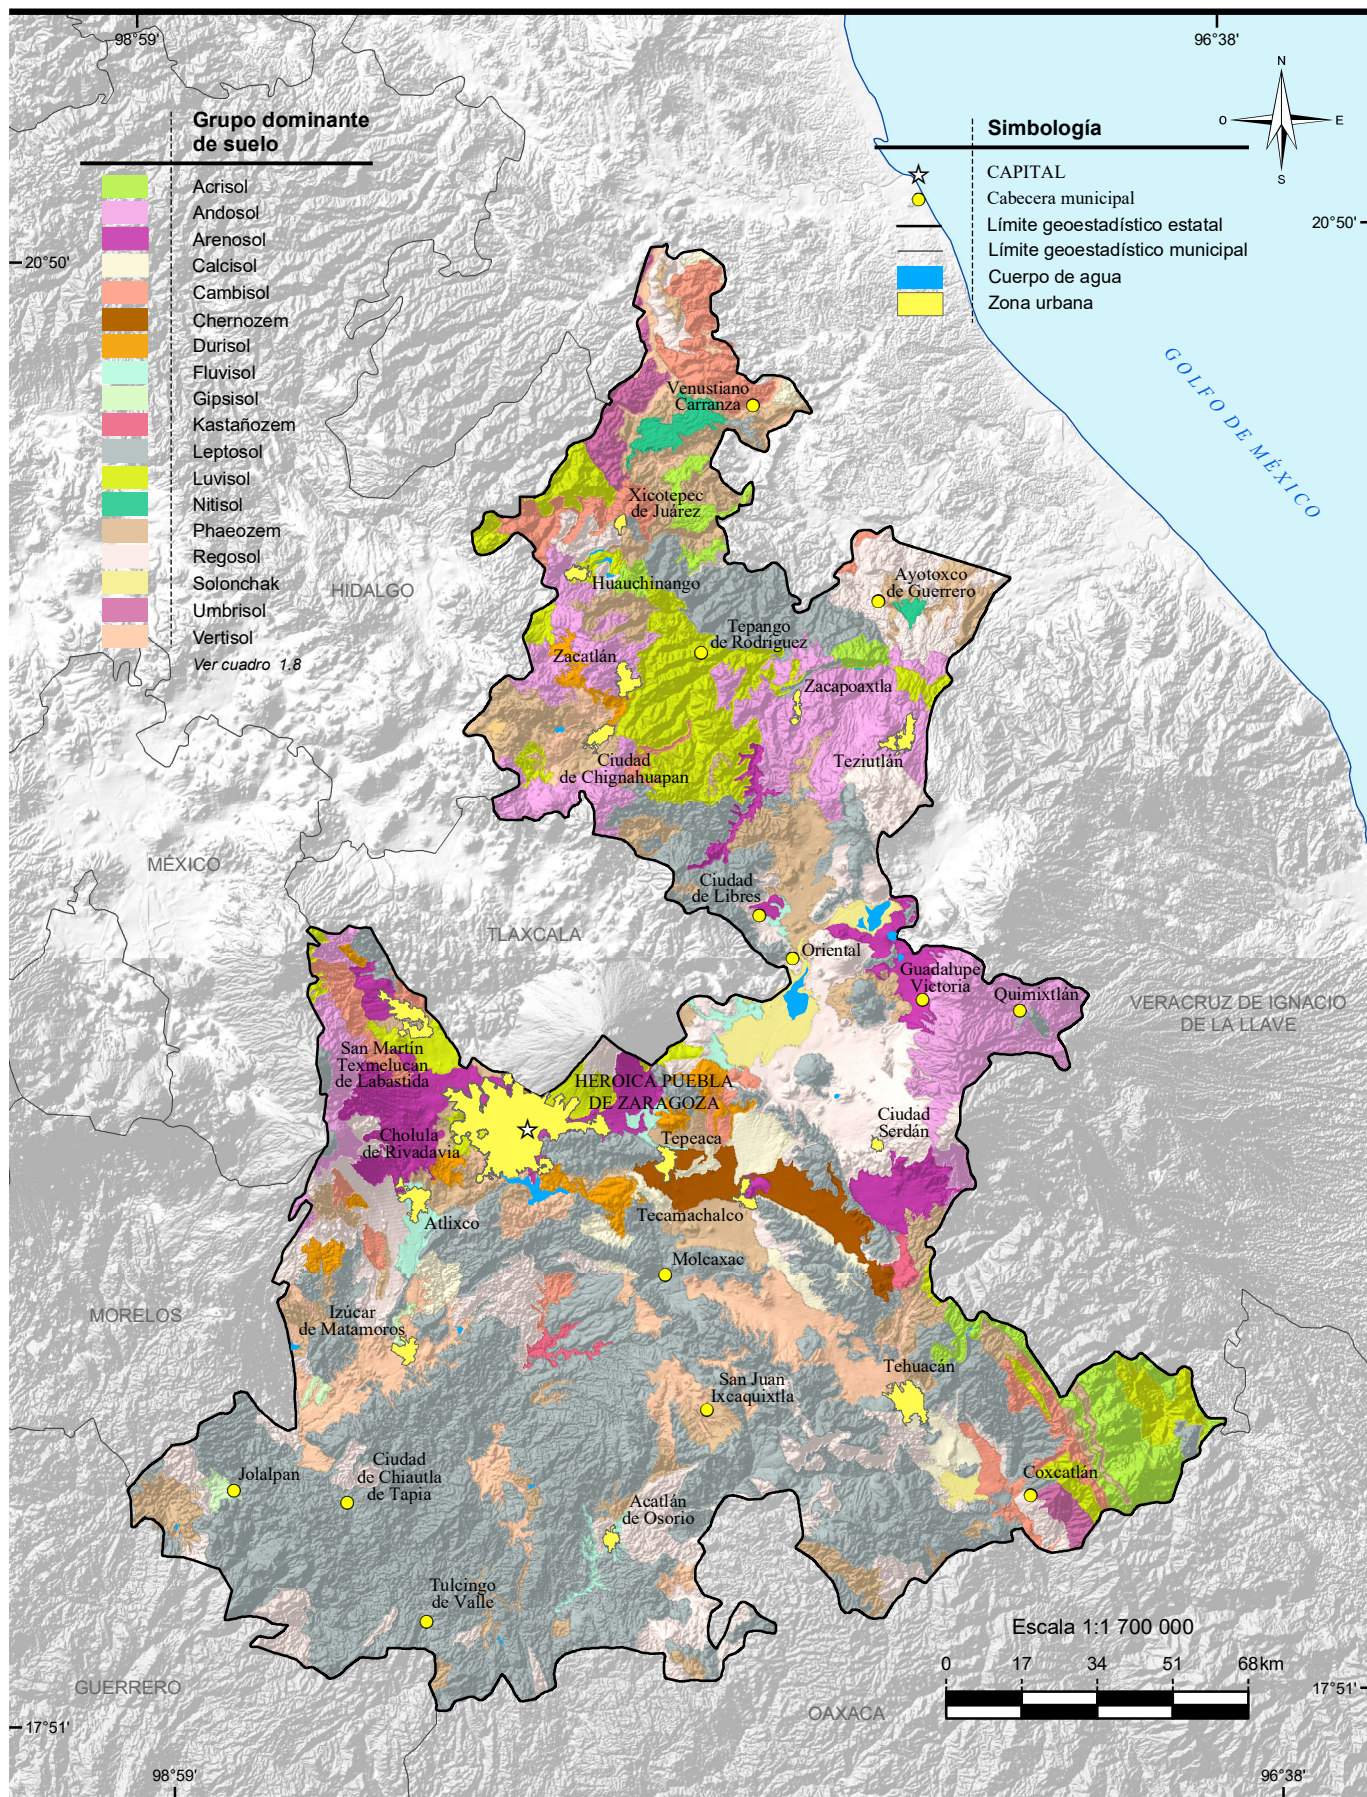 98°59'
96°38'
N
O
E
S
Grupo dominante
de suelo
Acrisol
Andosol
Arenosol
Calcisol
Cambisol
Chernozem
Durisol
Fluvisol
Gipsisol
Kastañozem
Leptosol
Luvisol
Nitisol
Phaeozem
Regosol
Solonchak
Umbrisol
Vertisol
Ver cuadro 1.8
Simbología
CAPITAL
Cabecera municipal
Límite geoestadístico estatal
Límite geoestadístico municipal
Cuerpo de agua
Zona urbana
20°50'
20°50'
GOLFO DE MÉXICO
Venustiano
Carranza
Xicotepec
de Juárez
HIDALGO
Huauchinango
Ayotoxco
de Guerrero
Tepango
de Rodríguez
Zacatlán
Zacapoaxtla
Ciudad
de Chignahuapan
Teziutlán
MÉXICO
Ciudad
de Libres
TLAXCALA
Oriental
Guadalupe
Victoria
Quimixtlán
VERACRUZ DE IGNACIO
DE LA LLAVE
San Martín
Texmelucan
de Labastida
HEROICA PUEBLA
DE ZARAGOZA
Ciudad
Serdán
Cholula
de Rivadavia
Tepeaca
Atlixco
Tecamachalco
Molcaxac
MORELOS
Izúcar
de Matamoros
Tehuacán
San Juan
Ixcaquixtla
Jolalpan
Ciudad
de Chiautla
de Tapia
Coxcatlán
Acatlán
de Osorio
Tulcingo
de Valle
GUERRERO
OAXACA
Escala 1:1 700 000
0 17 34 51 68 km
17°51'
17°51'
98°59'
96°38'